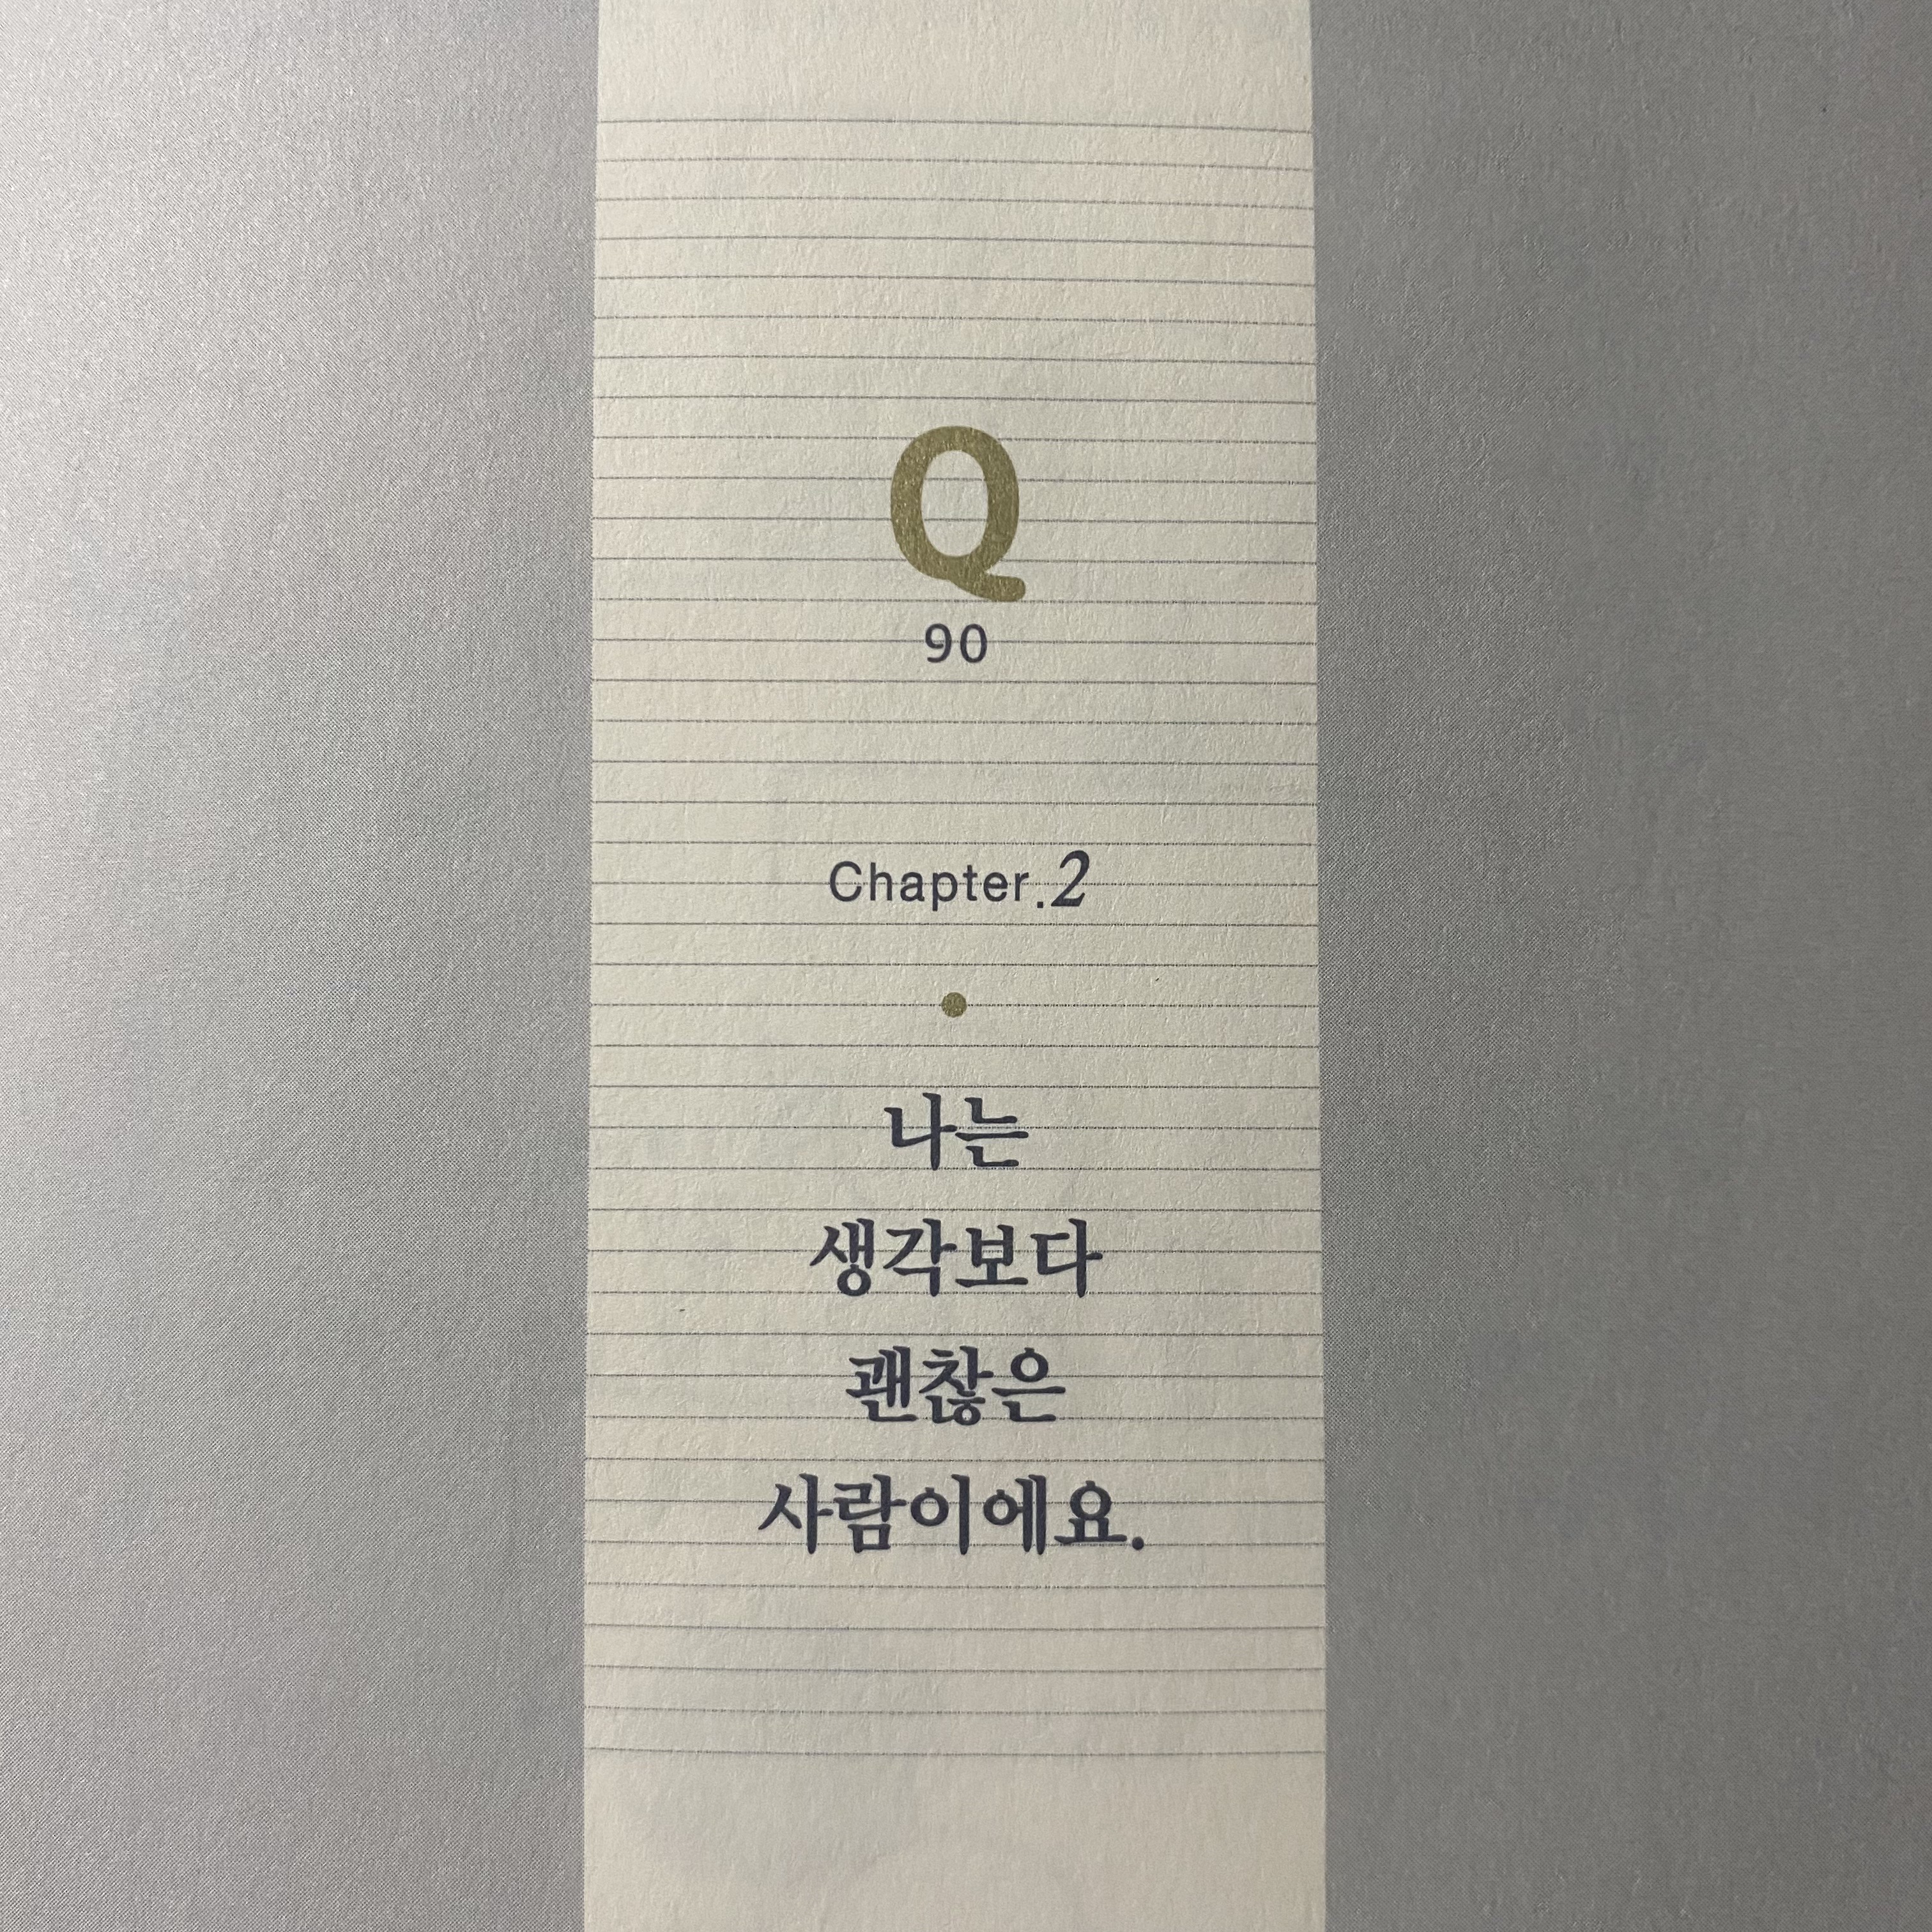 Q
90
Chapter.2
나는
생각보다
괜찮은
사람이에요.